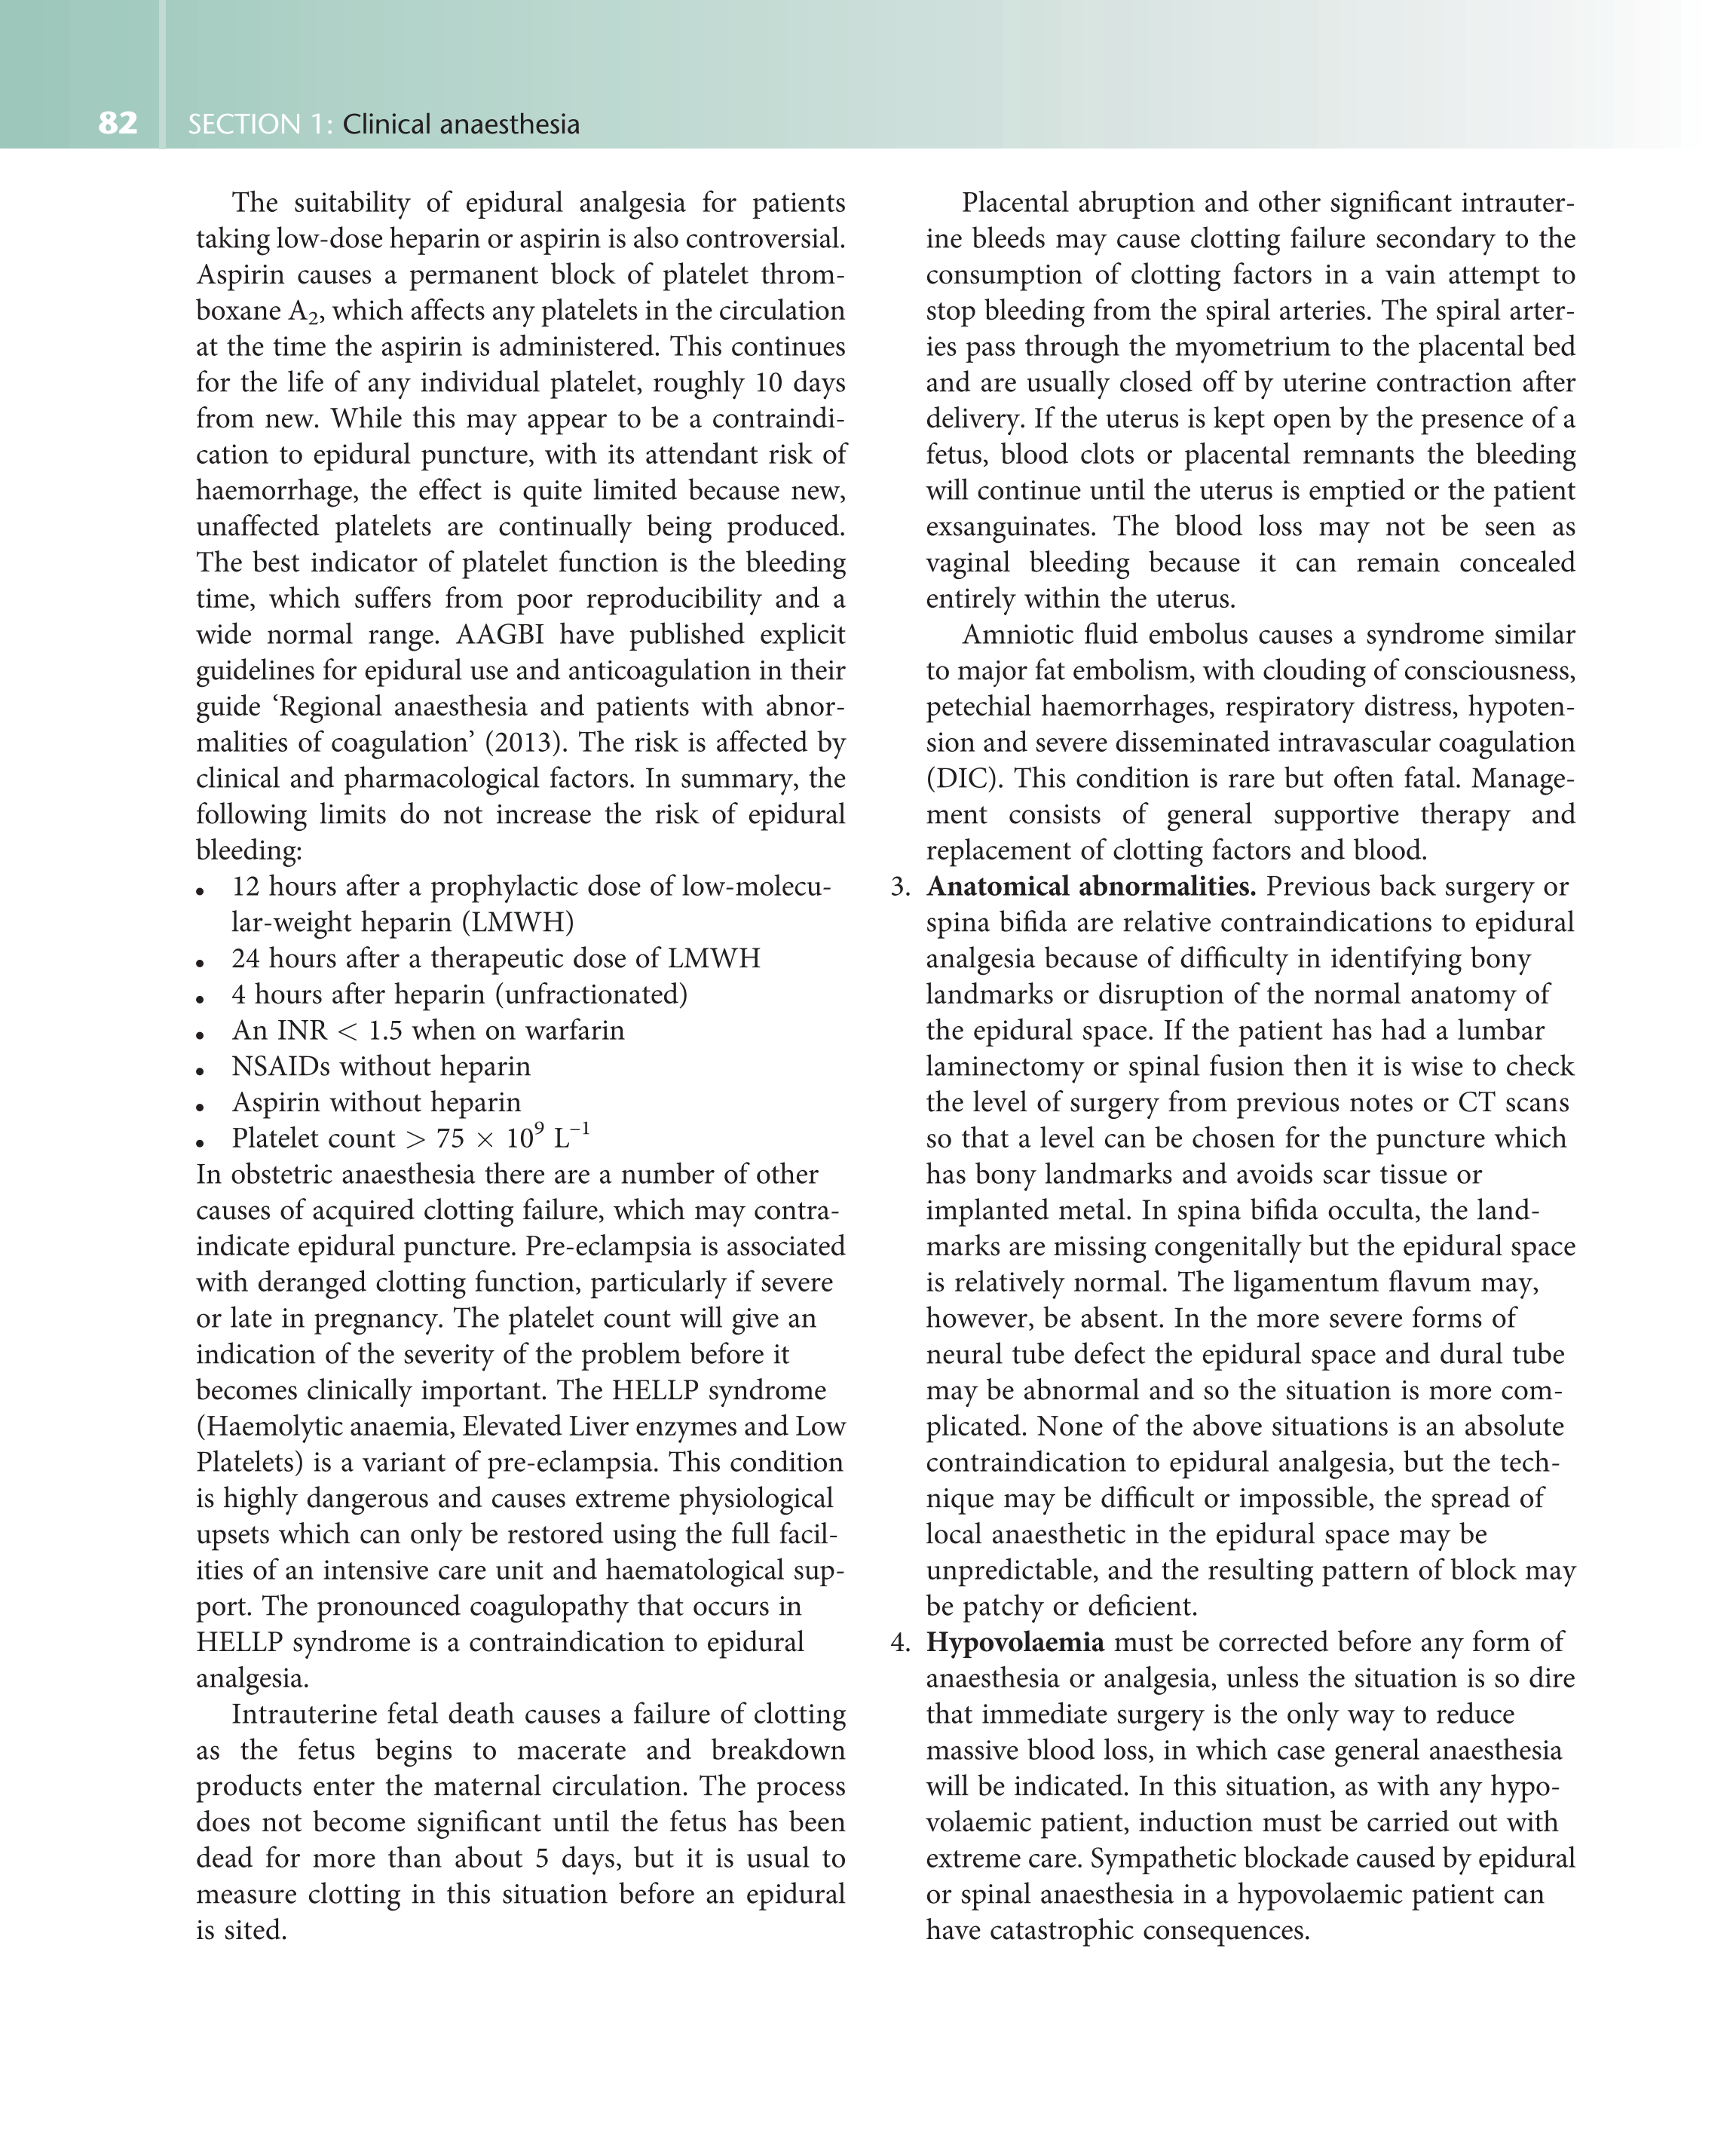 82 SECTION 1: Clinical anaesthesia
The suitability of epidural analgesia for patients
taking low-dose heparin or aspirin is also controversial.
Aspirin causes a permanent block of platelet throm-
boxane A₂, which affects any platelets in the circulation
at the time the aspirin is administered. This continues
for the life of any individual platelet, roughly 10 days
from new. While this may appear to be a contraindi-
cation to epidural puncture, with its attendant risk of
haemorrhage, the effect is quite limited because new,
unaffected platelets are continually being produced.
The best indicator of platelet function is the bleeding
time, which suffers from poor reproducibility and a
wide normal range. AAGBI have published explicit
guidelines for epidural use and anticoagulation in their
guide ‘Regional anaesthesia and patients with abnor-
malities of coagulation’ (2013). The risk is affected by
clinical and pharmacological factors. In summary, the
following limits do not increase the risk of epidural
bleeding:
• 12 hours after a prophylactic dose of low-molecu-
lar-weight heparin (LMWH)
• 24 hours after a therapeutic dose of LMWH
• 4 hours after heparin (unfractionated)
• An INR < 1.5 when on warfarin
• NSAIDs without heparin
• Aspirin without heparin
• Platelet count > 75 × 10⁹ L⁻¹
In obstetric anaesthesia there are a number of other
causes of acquired clotting failure, which may contra-
indicate epidural puncture. Pre-eclampsia is associated
with deranged clotting function, particularly if severe
or late in pregnancy. The platelet count will give an
indication of the severity of the problem before it
becomes clinically important. The HELLP syndrome
(Haemolytic anaemia, Elevated Liver enzymes and Low
Platelets) is a variant of pre-eclampsia. This condition
is highly dangerous and causes extreme physiological
upsets which can only be restored using the full facil-
ities of an intensive care unit and haematological sup-
port. The pronounced coagulopathy that occurs in
HELLP syndrome is a contraindication to epidural
analgesia.
Intrauterine fetal death causes a failure of clotting
as the fetus begins to macerate and breakdown
products enter the maternal circulation. The process
does not become significant until the fetus has been
dead for more than about 5 days, but it is usual to
measure clotting in this situation before an epidural
is sited.
Placental abruption and other significant intrauter-
ine bleeds may cause clotting failure secondary to the
consumption of clotting factors in a vain attempt to
stop bleeding from the spiral arteries. The spiral arter-
ies pass through the myometrium to the placental bed
and are usually closed off by uterine contraction after
delivery. If the uterus is kept open by the presence of a
fetus, blood clots or placental remnants the bleeding
will continue until the uterus is emptied or the patient
exsanguinates. The blood loss may not be seen as
vaginal bleeding because it can remain concealed
entirely within the uterus.
Amniotic fluid embolus causes a syndrome similar
to major fat embolism, with clouding of consciousness,
petechial haemorrhages, respiratory distress, hypoten-
sion and severe disseminated intravascular coagulation
(DIC). This condition is rare but often fatal. Manage-
ment consists of general supportive therapy and
replacement of clotting factors and blood.
3. Anatomical abnormalities. Previous back surgery or
spina bifida are relative contraindications to epidural
analgesia because of difficulty in identifying bony
landmarks or disruption of the normal anatomy of
the epidural space. If the patient has had a lumbar
laminectomy or spinal fusion then it is wise to check
the level of surgery from previous notes or CT scans
so that a level can be chosen for the puncture which
has bony landmarks and avoids scar tissue or
implanted metal. In spina bifida occulta, the land-
marks are missing congenitally but the epidural space
is relatively normal. The ligamentum flavum may,
however, be absent. In the more severe forms of
neural tube defect the epidural space and dural tube
may be abnormal and so the situation is more com-
plicated. None of the above situations is an absolute
contraindication to epidural analgesia, but the tech-
nique may be difficult or impossible, the spread of
local anaesthetic in the epidural space may be
unpredictable, and the resulting pattern of block may
be patchy or deficient.
4. Hypovolaemia must be corrected before any form of
anaesthesia or analgesia, unless the situation is so dire
that immediate surgery is the only way to reduce
massive blood loss, in which case general anaesthesia
will be indicated. In this situation, as with any hypo-
volaemic patient, induction must be carried out with
extreme care. Sympathetic blockade caused by epidural
or spinal anaesthesia in a hypovolaemic patient can
have catastrophic consequences.